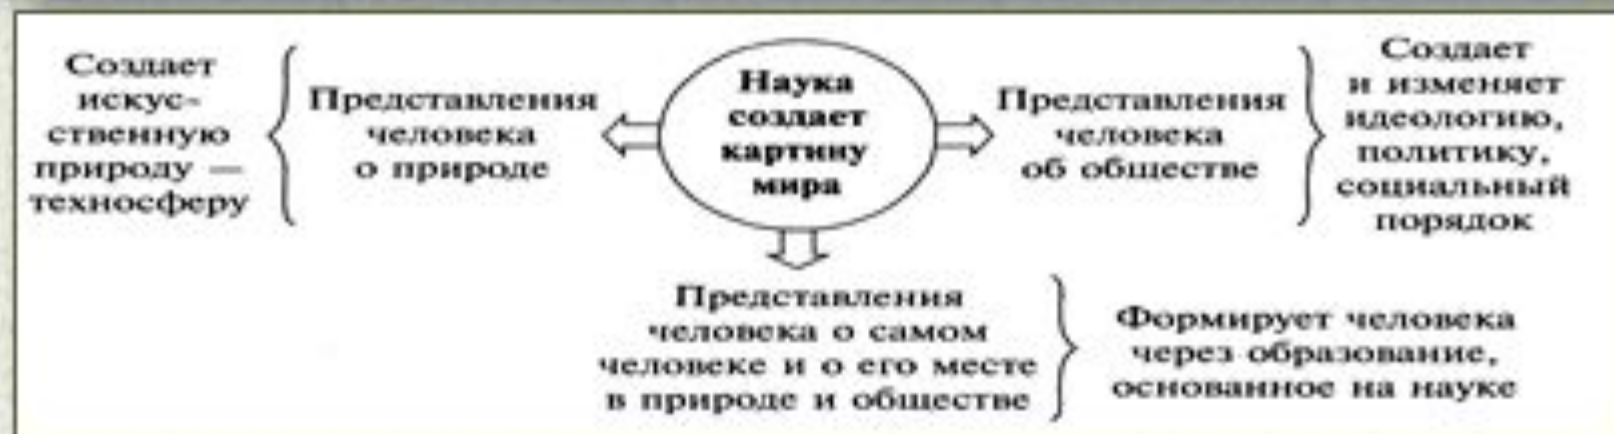 Создает
искус-
ственную
природу —
техносферу
Представления
человека
о природе
Наука
создает
картину
мира
Представления
человека
об обществе
Создает
и изменяет
идеологию,
политику,
социальный
порядок
Представления
человека о самом
человеке и о его месте
в природе и обществе
Формирует человека
через образование,
основанное на науке